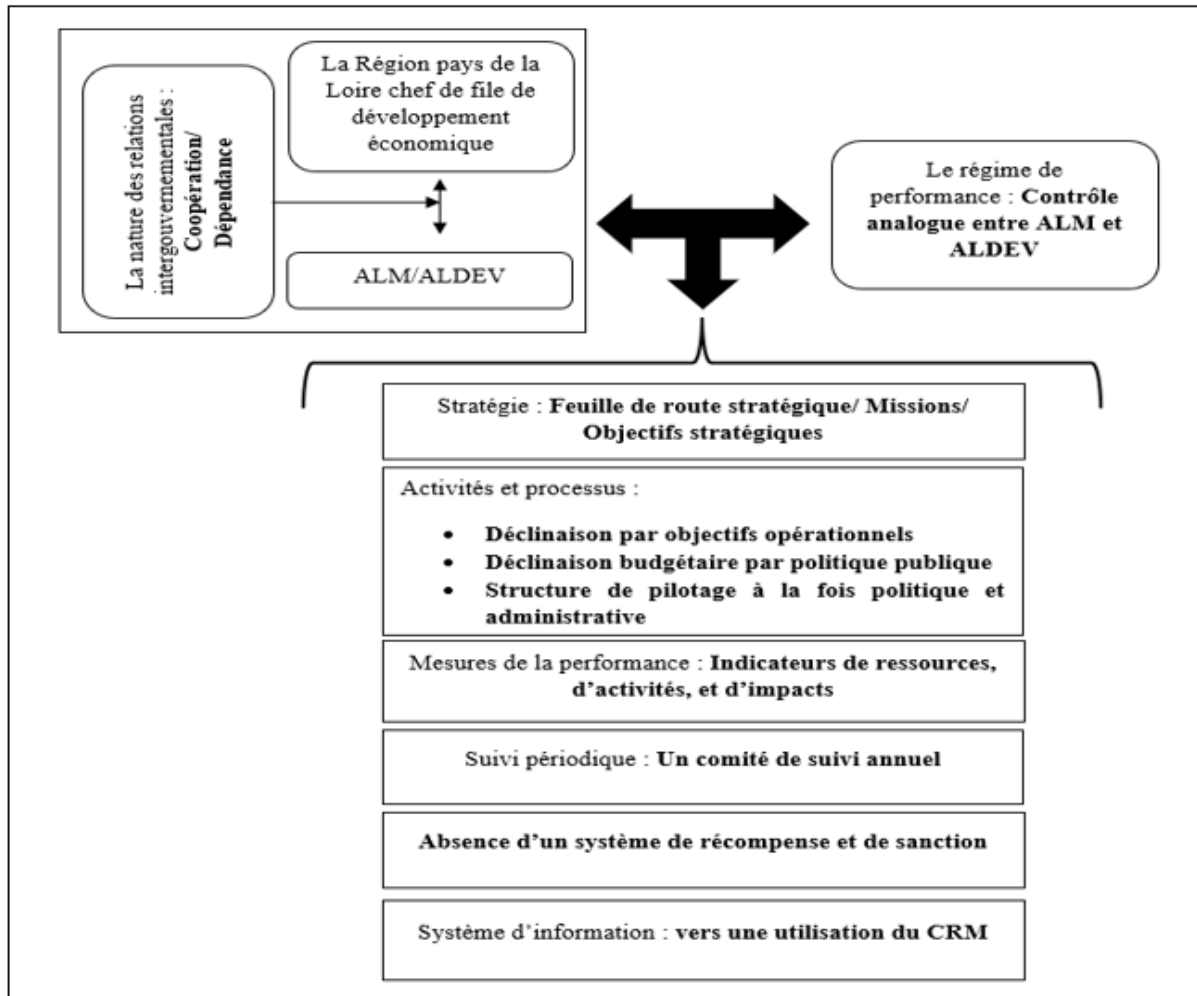 La nature des relations
intergouvernementales :
Coopération/
Dépendance
La Région pays de la
Loire chef de file de
développement
économique
ALM/ALDEV
Le régime de
performance : Contrôle
analogue entre ALM et
ALDEV
Stratégie : Feuille de route stratégique/ Missions/
Objectifs stratégiques
Activités et processus :
• Déclinaison par objectifs opérationnels
• Déclinaison budgétaire par politique publique
• Structure de pilotage à la fois politique et
administrative
Mesures de la performance : Indicateurs de ressources,
d’activités, et d’impacts
Suivi périodique : Un comité de suivi annuel
Absence d’un système de récompense et de sanction
Système d’information : vers une utilisation du CRM